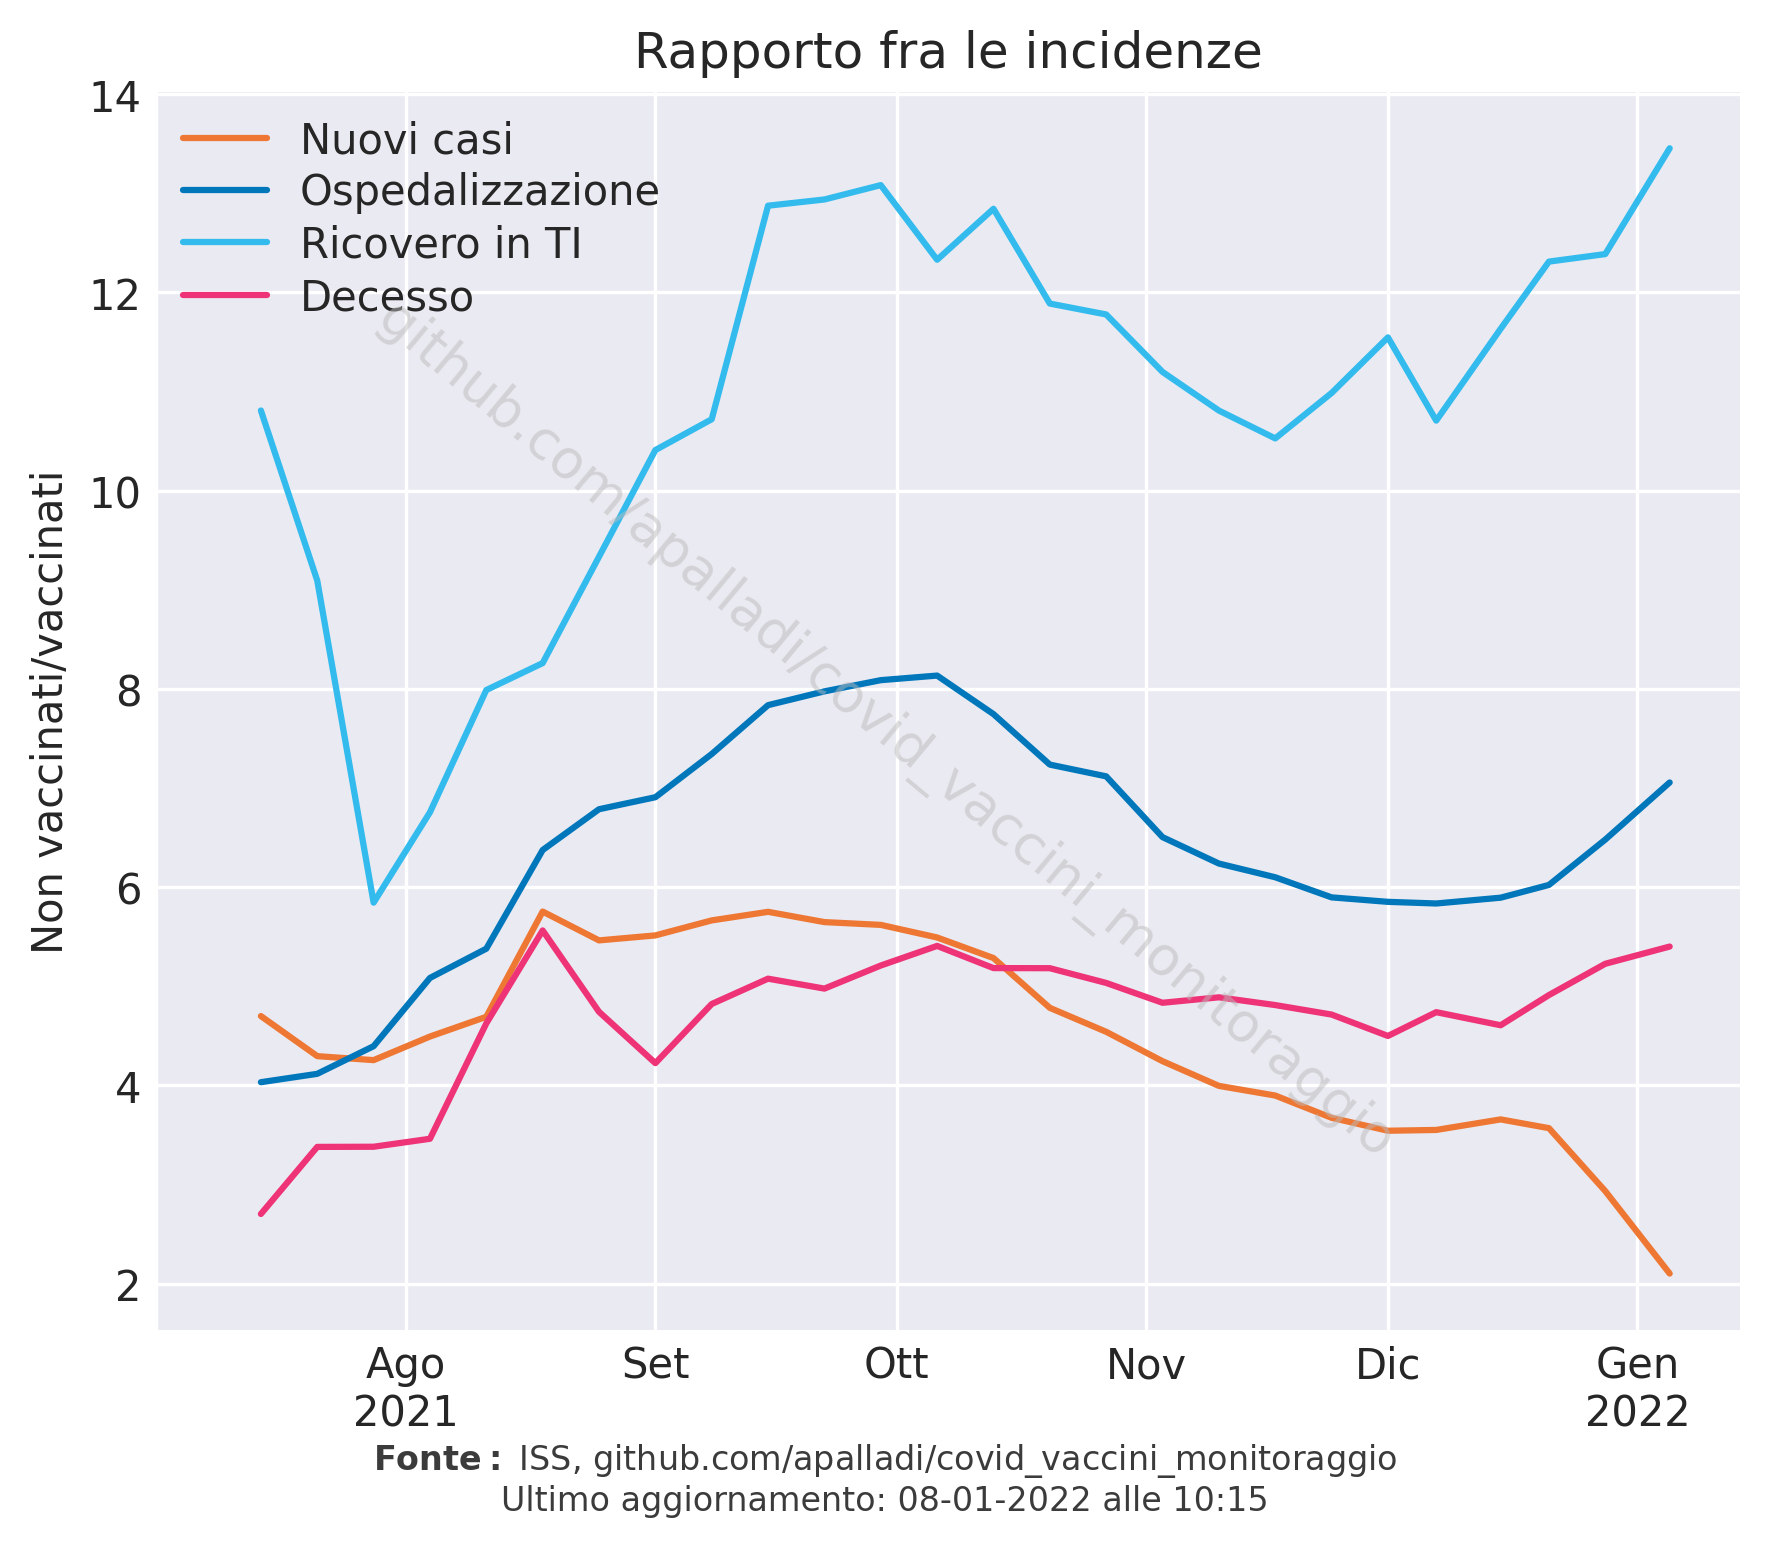 Rapporto fra le incidenze
14
12
10
8
6
4
2
Non vaccinati/vaccinati
Nuovi casi
Ospedalizzazione
Ricovero in TI
Decesso
github.com/apalladi/covid_vaccini_monitoraggio
Ago
2021
Set
Ott
Nov
Dic
Gen
2022
Fonte: ISS, github.com/apalladi/covid_vaccini_monitoraggio
Ultimo aggiornamento: 08-01-2022 alle 10:15